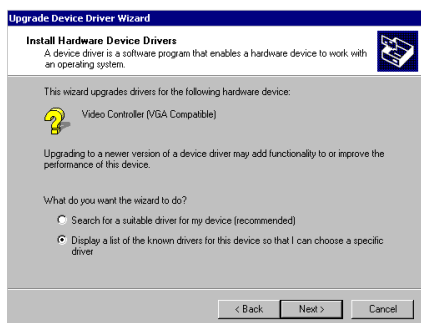 Upgrade Device Driver Wizard
Install Hardware Device Drivers
A device driver is a software program that enables a hardware device to work with
an operating system.
This wizard upgrades drivers for the following hardware device:
Video Controller (VGA Compatible)
Upgrading to a newer version of a device driver may add functionality to or improve the
performance of this device.
What do you want the wizard to do?
Search for a suitable driver for my device (recommended)
Display a list of the known drivers for this device so that I can choose a specific
driver
< Back Next > Cancel